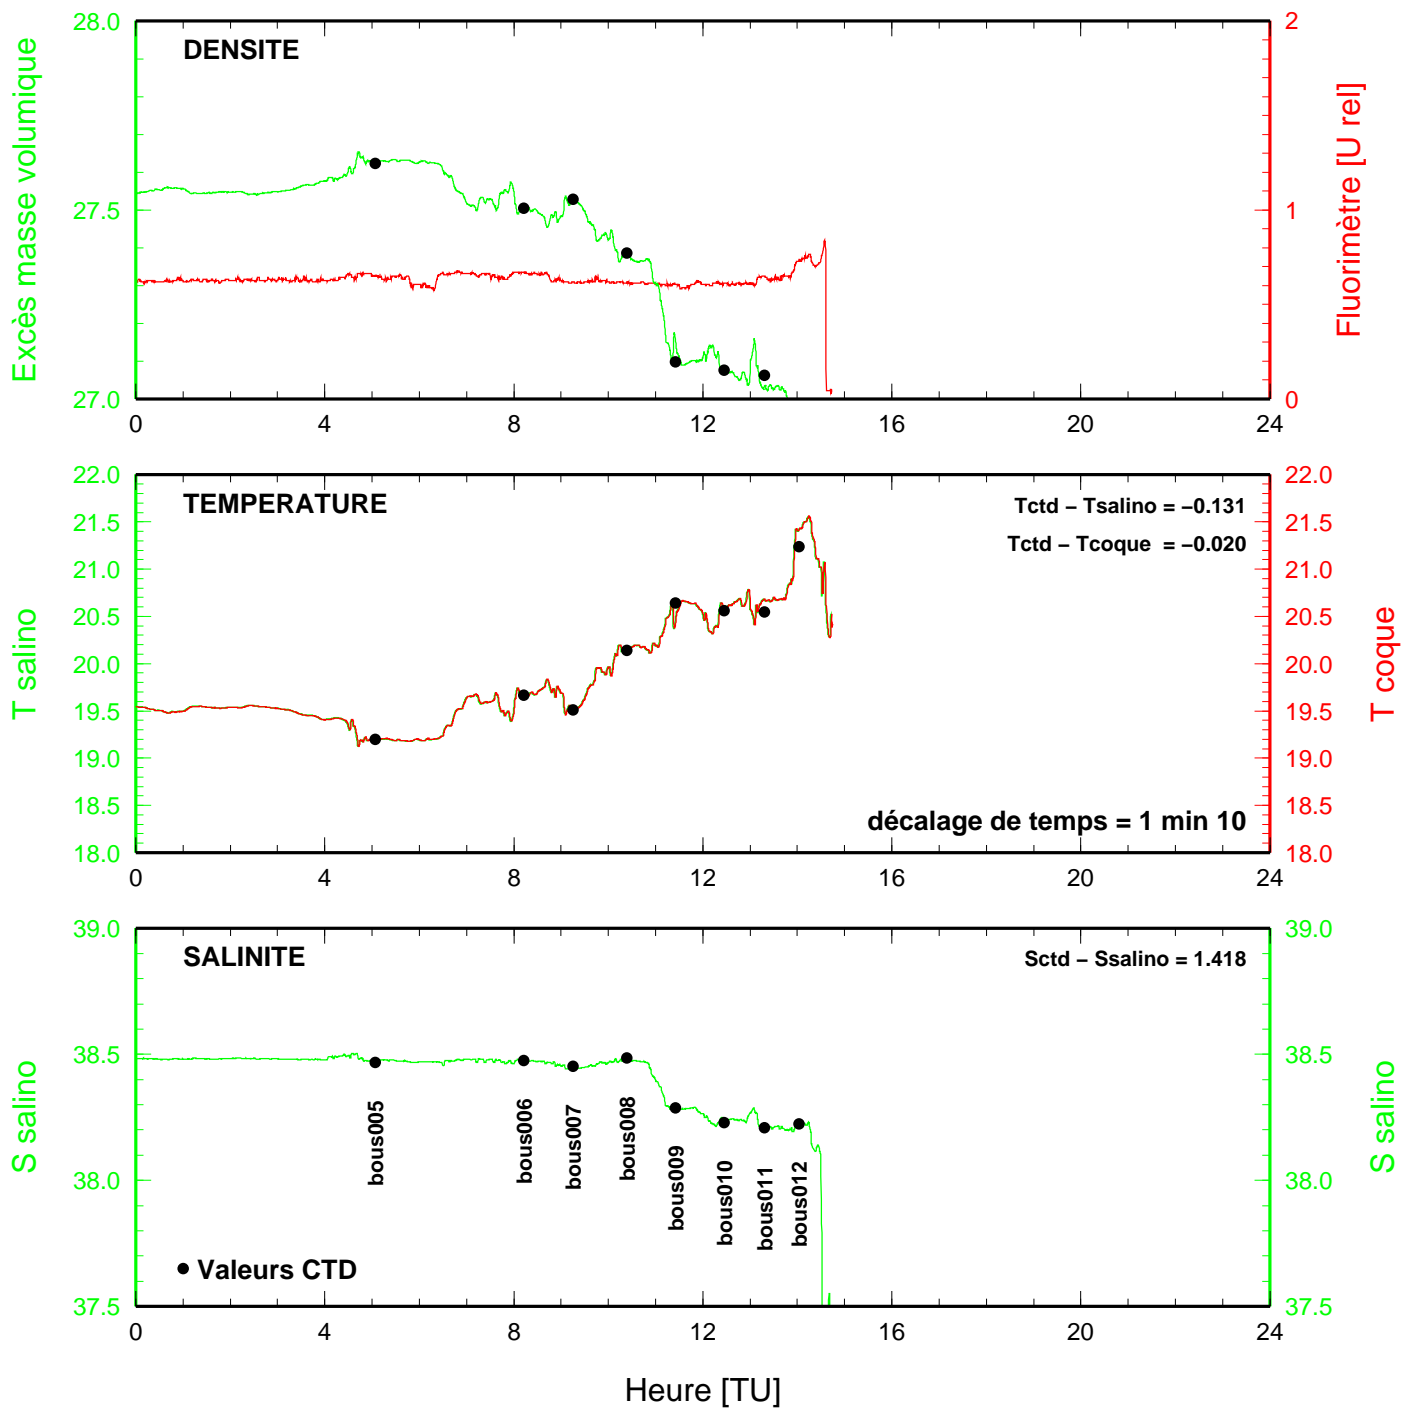 28.0
27.5
27.0
Excès masse volumique
DENSITE
2
1
0
Fluorimètre [U rel]
0 4 8 12 16 20 24
22.0
21.5
21.0
20.5
20.0
19.5
19.0
18.5
18.0
T salino
TEMPERATURE
Tctd − Tsalino = −0.131
Tctd − Tcoque = −0.020
décalage de temps = 1 min 10
22.0
21.5
21.0
20.5
20.0
19.5
19.0
18.5
18.0
T coque
0 4 8 12 16 20 24
39.0
38.5
38.0
37.5
S salino
SALINITE
Sctd − Ssalino = 1.418
bous005
bous006
bous007
bous008
bous009
bous010
bous011
bous012
Valeurs CTD
39.0
38.5
38.0
37.5
S salino
0 4 8 12 16 20 24
Heure [TU]